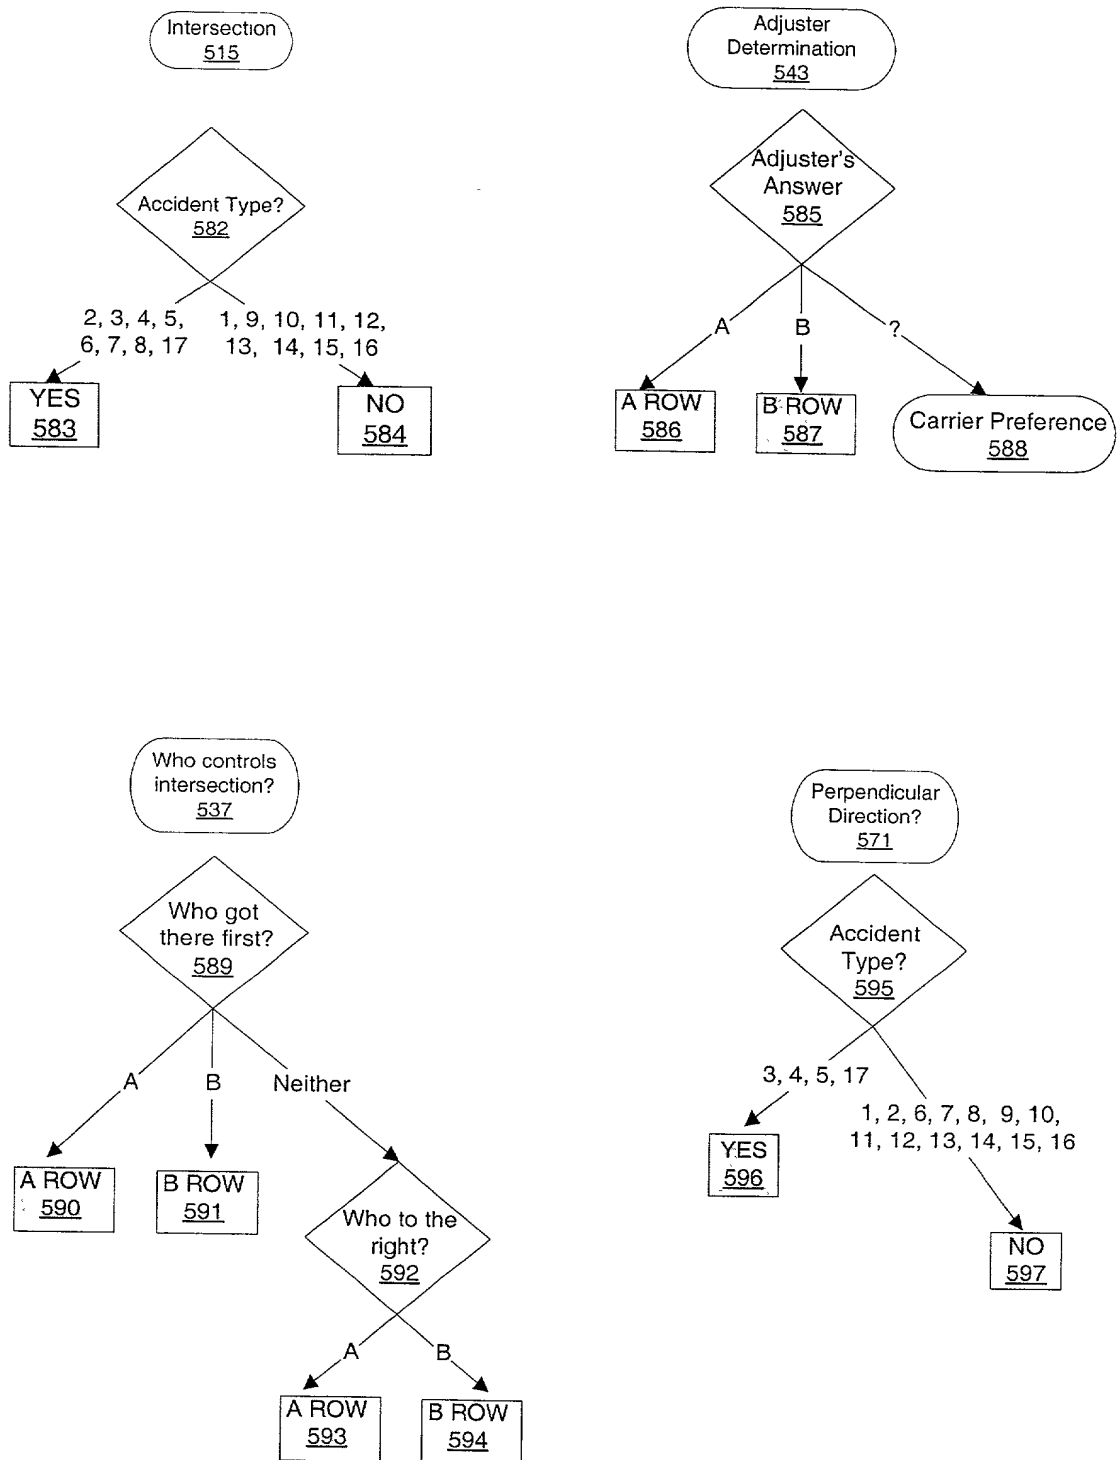 Intersection
515
Accident Type?
582
2, 3, 4, 5,
6, 7, 8, 17
1, 9, 10, 11, 12,
13, 14, 15, 16
YES
583
NO
584
Adjuster
Determination
543
Adjuster's
Answer
585
A
B
?
A ROW
586
B ROW
587
Carrier Preference
588
Who controls
intersection?
537
Who got
there first?
589
A
B
Neither
A ROW
590
B ROW
591
Who to the
right?
592
A
B
A ROW
593
B ROW
594
Perpendicular
Direction?
571
Accident
Type?
595
3, 4, 5, 17
1, 2, 6, 7, 8, 9, 10,
11, 12, 13, 14, 15, 16
YES
596
NO
597